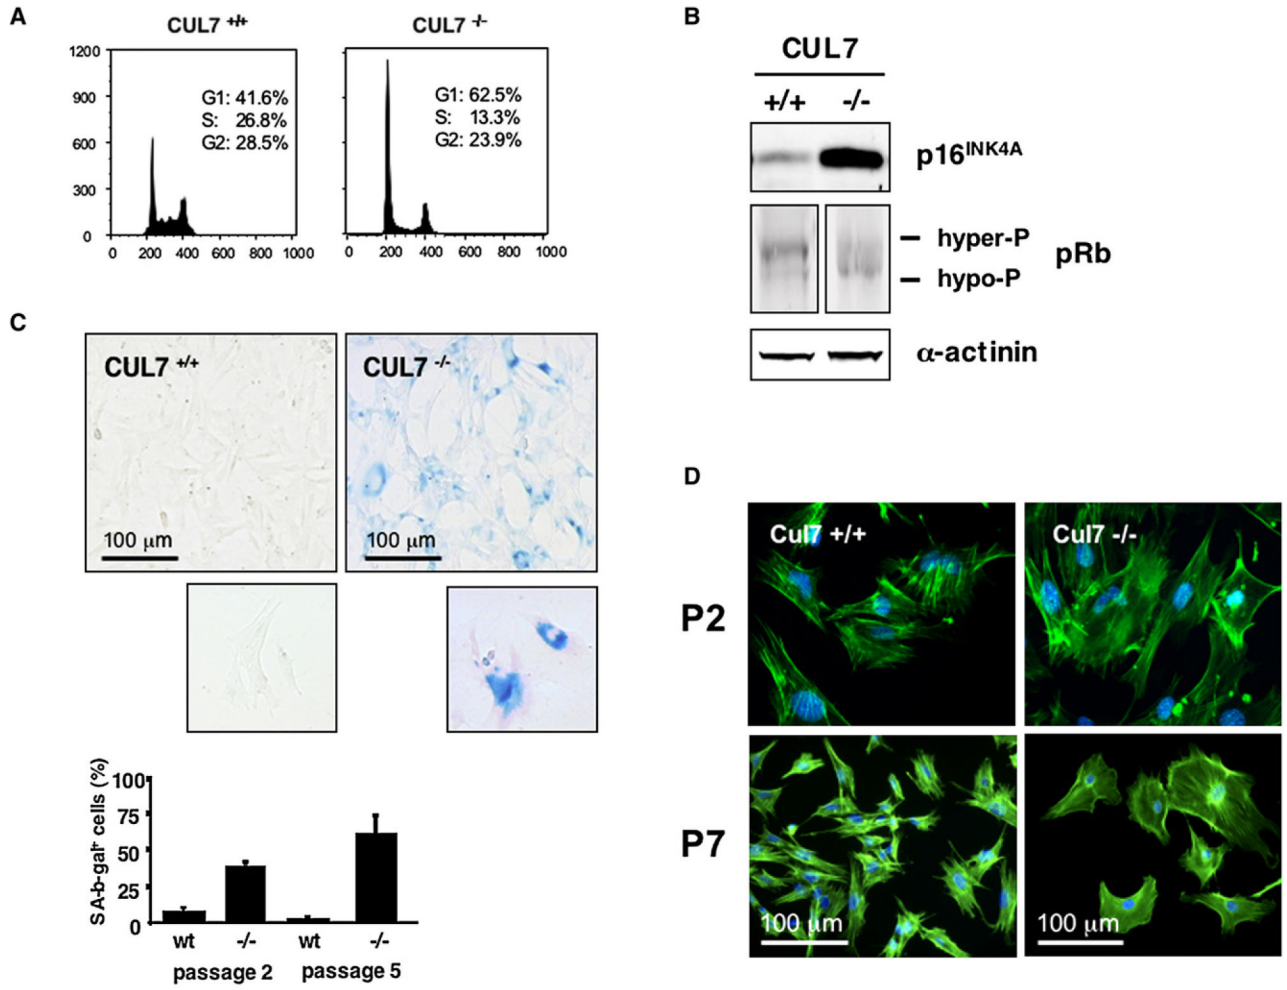 A
CUL7 +/+
CUL7 -/-
1200
900
600
300
0
G1: 41.6%
S: 26.8%
G2: 28.5%
G1: 62.5%
S: 13.3%
G2: 23.9%
0 200 400 600 800 1000
0 200 400 600 800 1000
B
CUL7
+/+ -/-
p16INK4A
hyper-P
pRb
hypo-P
α-actinin
C
CUL7 +/+
CUL7 -/-
100 μm
100 μm
SA-b-gal+ cells (%)
100
75
50
25
0
wt -/- wt -/-
passage 2 passage 5
D
Cul7 +/+
Cul7 -/-
P2
P7
100 μm
100 μm